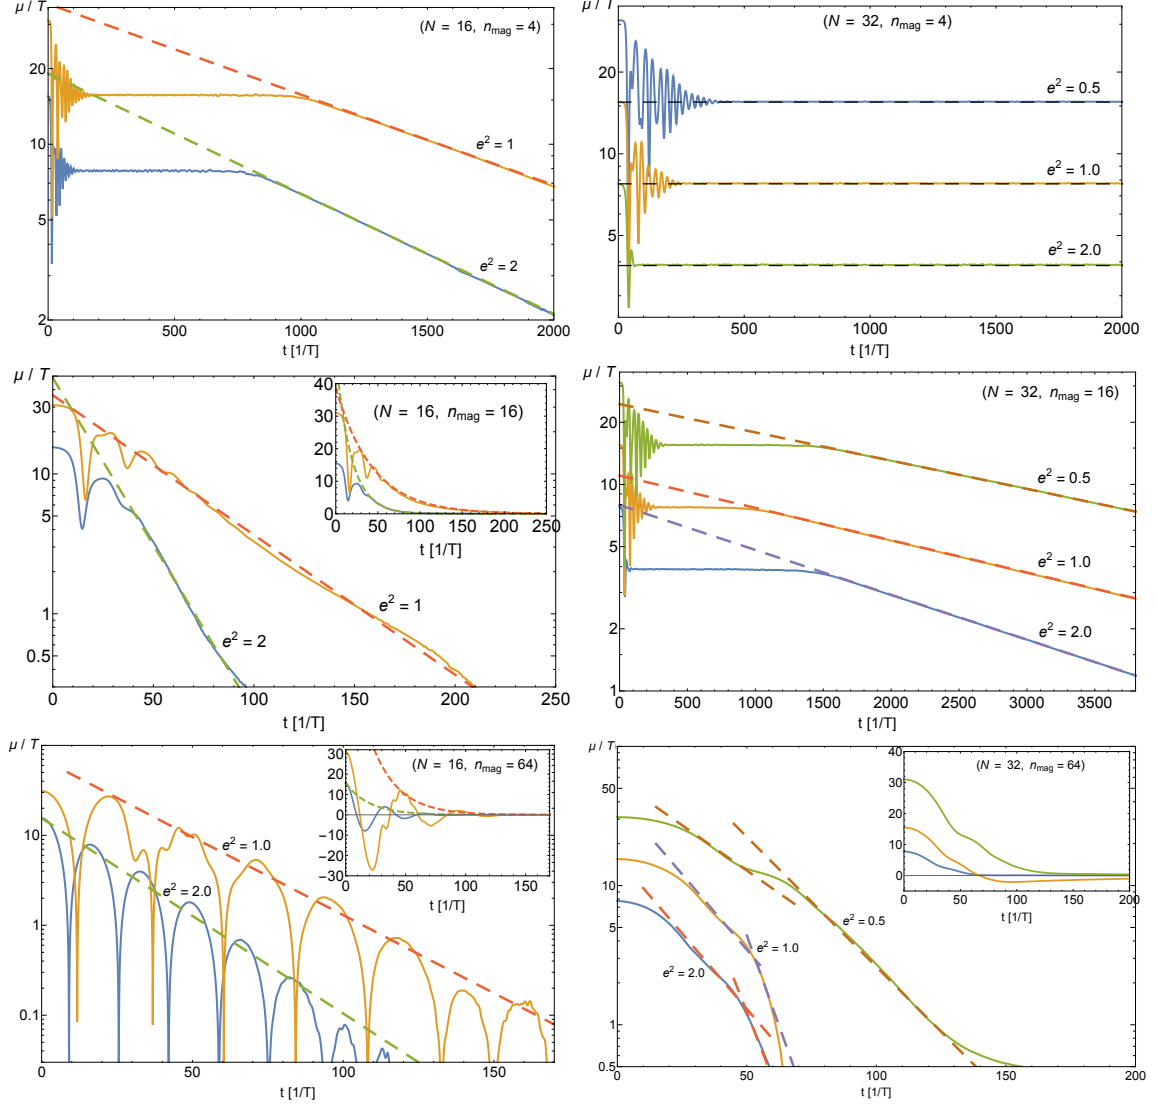 μ / T
(N = 16, n_mag = 4)
20
10
5
2
e² = 1
e² = 2
0 500 1000 1500 2000
t [1/T]
μ / T
(N = 32, n_mag = 4)
20
10
5
e² = 0.5
e² = 1.0
e² = 2.0
0 500 1000 1500 2000
t [1/T]
μ / T
30
10
5
1
0.5
e² = 1
e² = 2
0 50 100 150 200 250
t [1/T]
(N = 16, n_mag = 16)
40
30
20
10
0
0 50 100 150 200 250
t [1/T]
μ / T
(N = 32, n_mag = 16)
20
10
5
2
1
e² = 0.5
e² = 1.0
e² = 2.0
0 500 1000 1500 2000 2500 3000 3500
t [1/T]
μ / T
100
10
1
0.1
e² = 1.0
e² = 2.0
0 50 100 150
t [1/T]
(N = 16, n_mag = 64)
30
20
10
0
−10
−20
−30
0 50 100 150
t [1/T]
μ / T
50
10
5
1
0.5
e² = 0.5
e² = 1.0
e² = 2.0
0 50 100 150 200
t [1/T]
(N = 32, n_mag = 64)
40
30
20
10
0
0 50 100 150 200
t [1/T]